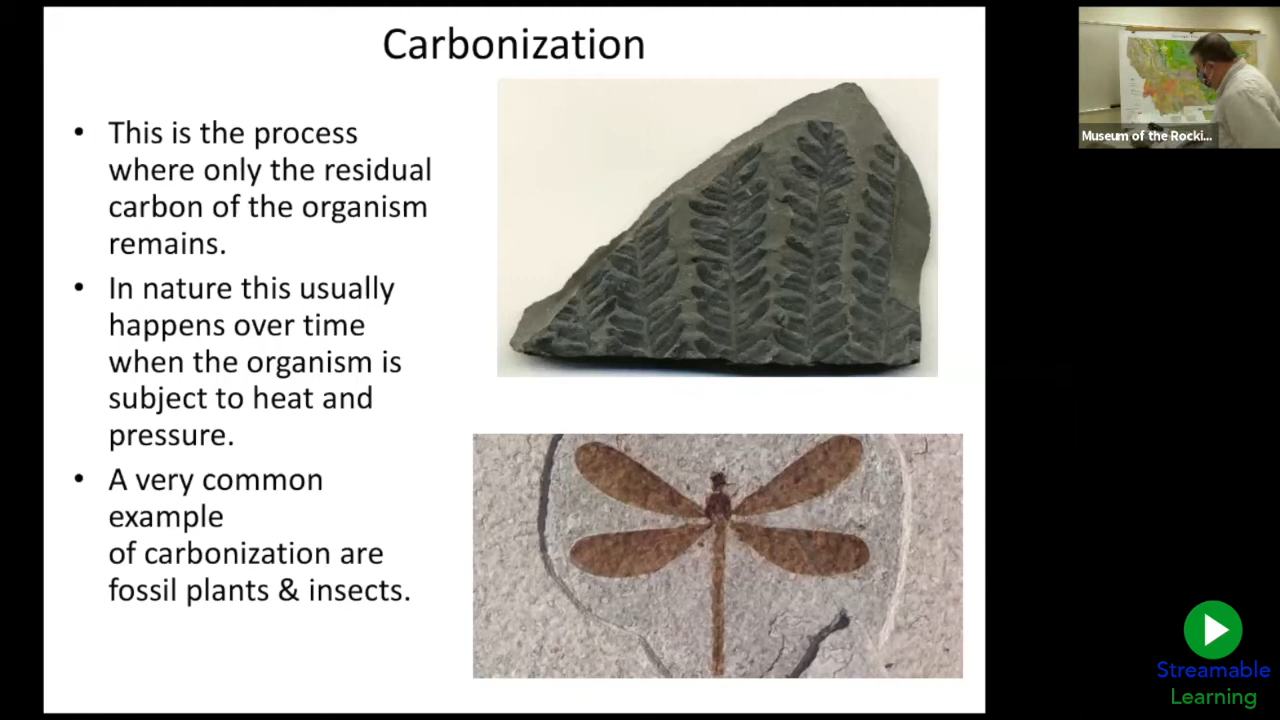 Carbonization
• This is the process
where only the residual
carbon of the organism
remains.
• In nature this usually
happens over time
when the organism is
subject to heat and
pressure.
• A very common
example
of carbonization are
fossil plants & insects.
Museum of the Rocki...
Streamable
Learning